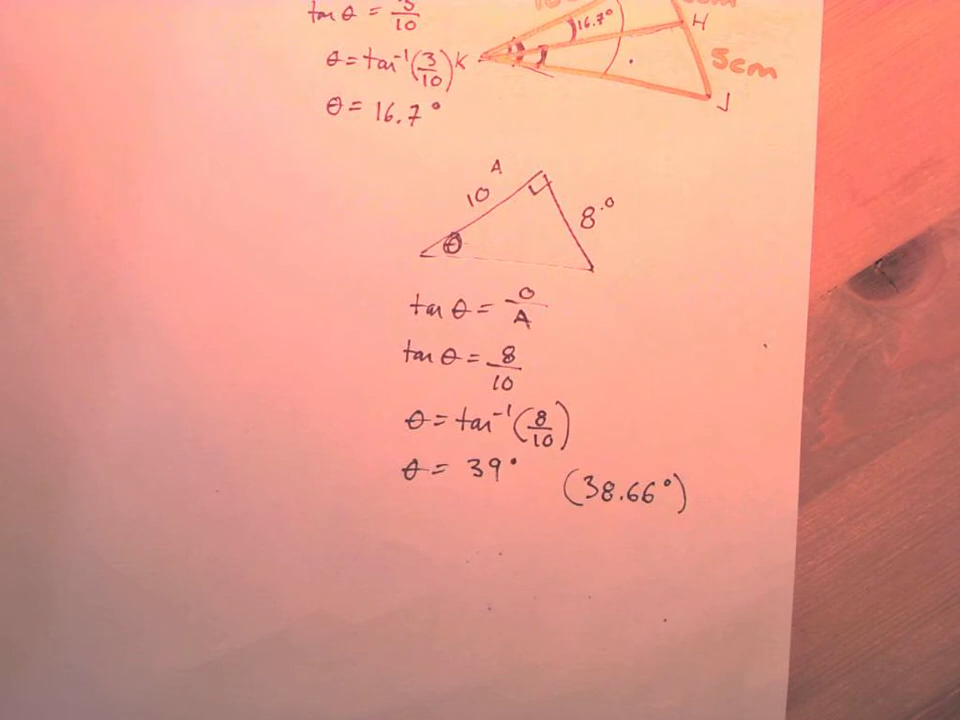 tan θ = 3/10
16.7°
H
θ = tan⁻¹(3/10)
K
5cm
θ = 16.7°
J
A
10
8
o
θ
tan θ = O/A
tan θ = 8/10
θ = tan⁻¹(8/10)
θ = 39°
(38.66°)